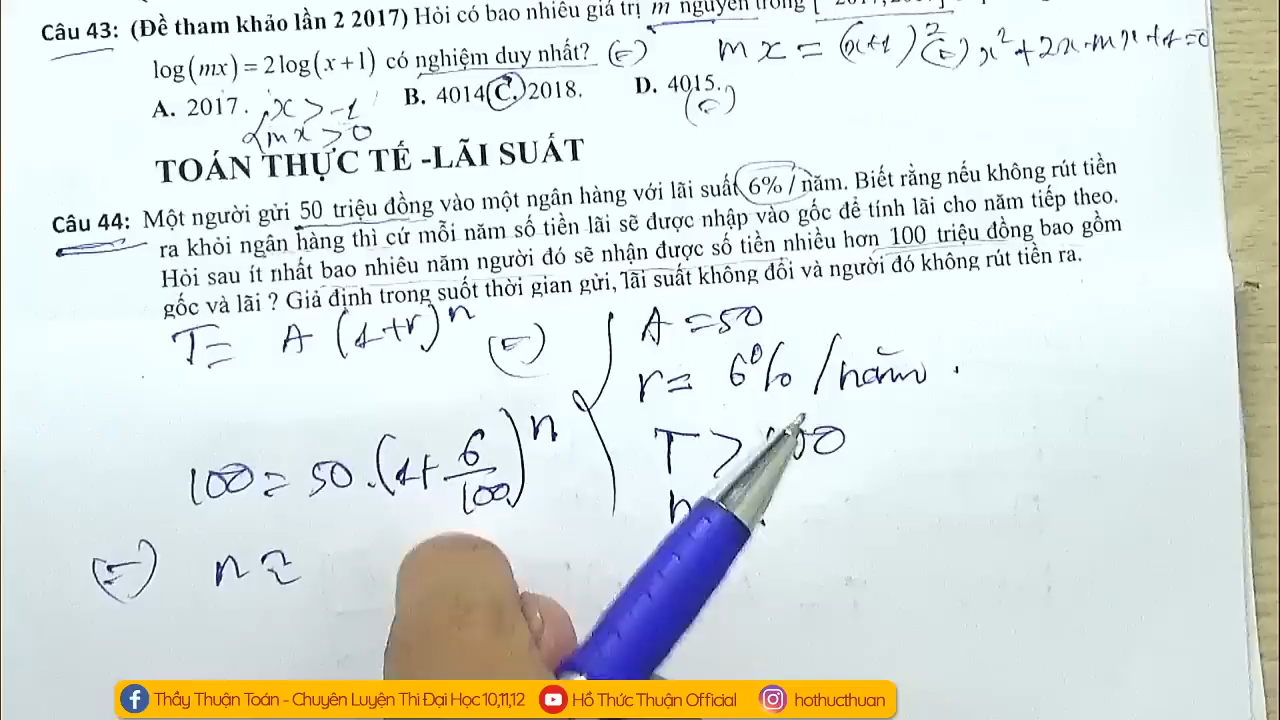 Câu 43: (Đề tham khảo lần 2 2017) Hỏi có bao nhiêu giá trị m nguyên trong [
log(mx) = 2log(x+1) có nghiệm duy nhất? (=) mx = (x+1)² (=) x² + 2x - mx + 1 = 0
A. 2017. B. 4014 C. 2018. D. 4015.
x > -1
mx > 0
(=)
TOÁN THỰC TẾ -LÃI SUẤT
Câu 44: Một người gửi 50 triệu đồng vào một ngân hàng với lãi suất 6% / năm. Biết rằng nếu không rút tiền
ra khỏi ngân hàng thì cứ mỗi năm số tiền lãi sẽ được nhập vào gốc để tính lãi cho năm tiếp theo.
Hỏi sau ít nhất bao nhiêu năm người đó sẽ nhận được số tiền nhiều hơn 100 triệu đồng bao gồm
gốc và lãi ? Giả định trong suốt thời gian gửi, lãi suất không đổi và người đó không rút tiền ra.
T = A (1+r)ⁿ (=) A = 50
r = 6% /năm.
T > 100
100 = 50.(1+6/100)ⁿ
n
(=) n =
Thầy Thuận Toán - Chuyên Luyện Thi Đại Học 10,11,12 Hồ Thức Thuận Official hothucthuan